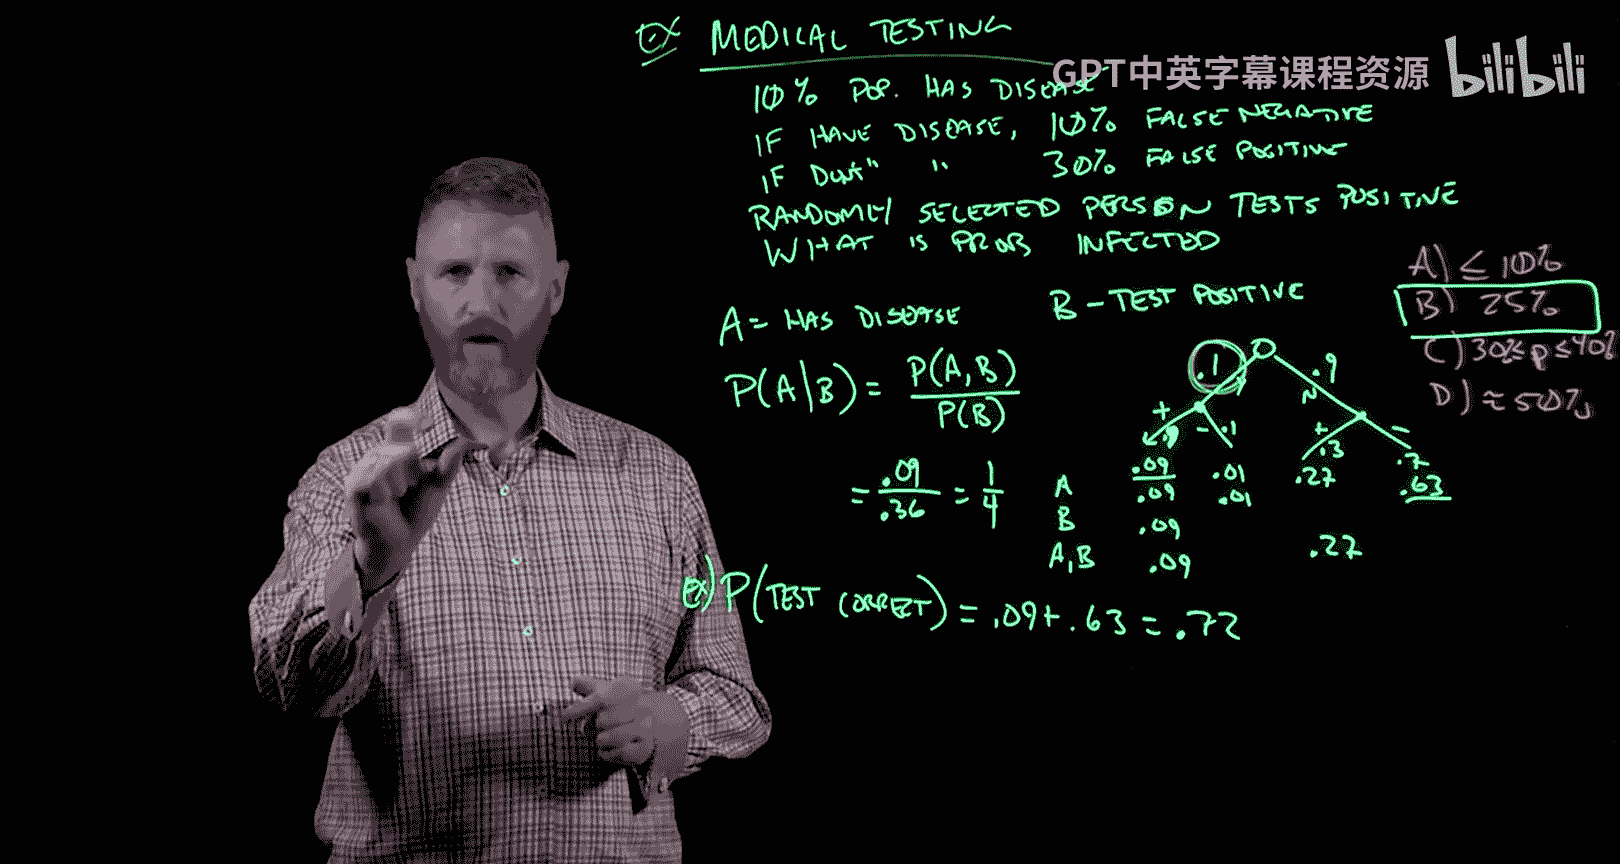 EX MEDICAL TESTING
GPT中英字幕课程资源 bilibili
10% POP. HAS DISEASE
IF HAVE DISEASE, 10% FALSE NEGATIVE
IF DON'T " 30% FALSE POSITIVE
RANDOMLY SELECTED PERSON TESTS POSITIVE
WHAT IS PROB INFECTED
A) ≤ 10%
B) 25%
C) 30% ≤ P ≤ 40%
D) ≈ 50%
A = HAS DISEASE B - TEST POSITIVE
P(A|B) = P(A,B) / P(B)
= .09 / .36 = 1/4
.1 .9
Y N
+ - + -
.9 .1 .3 .7
.09 .01 .27 .63
A .09 .01
B .09 .27
A,B .09
EX) P(TEST CORRECT) = .09 + .63 = .72